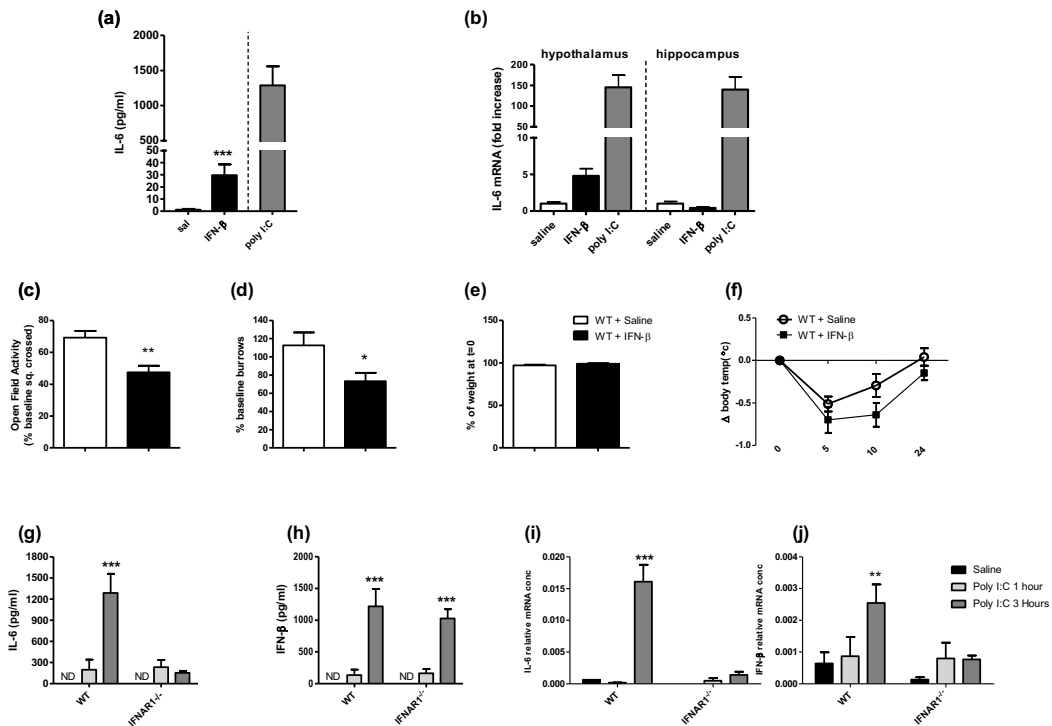 (a)
IL-6 (pg/ml)
1500
1000
500
50
40
30
20
10
0
***
sal
IFN-β
poly I:C
(b)
hypothalamus
hippocampus
IL-6 mRNA (fold increase)
200
150
100
50
10
5
0
saline
IFN-β
poly I:C
saline
IFN-β
poly I:C
(c)
Open Field Activity
(% baseline sq. crossed)
80
60
40
20
0
**
(d)
% baseline burrows
140
120
100
80
60
40
20
0
*
(e)
WT + Saline
WT + IFN-β
% of weight at t=0
150
100
50
0
(f)
WT + Saline
WT + IFN-β
Δ body temp(°c)
0.0
-0.5
-1.0
0
5
10
24
(g)
IL-6 (pg/ml)
1800
1500
1200
900
600
300
0
ND
***
ND
WT
IFNAR1-/-
(h)
IFN-β (pg/ml)
1500
1000
500
0
ND
***
ND
***
WT
IFNAR1-/-
(i)
IL-6 relative mRNA conc
0.020
0.015
0.010
0.005
0.000
***
WT
IFNAR1-/-
(j)
IFN-β relative mRNA conc
0.004
0.003
0.002
0.001
0.000
**
Saline
Poly I:C 1 hour
Poly I:C 3 Hours
WT
IFNAR1-/-